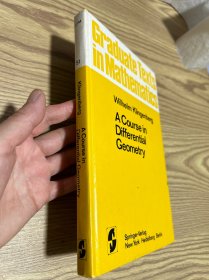 Graduate Texts
in Mathematics
Wilhelm Klingenberg
A Course in
Differential
Geometry
Springer-Verlag
New York Heidelberg Berlin
Klingenberg
A Course in
Differential Geometry